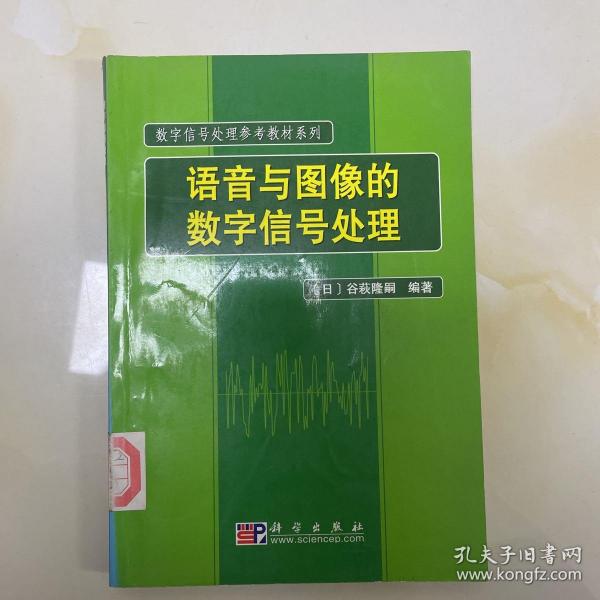 数字信号处理参考教材系列
语音与图像的
数字信号处理
〔日〕谷萩隆嗣 编著
科学出版社
www.sciencep.com
孔夫子旧书网
www.kongfz.com